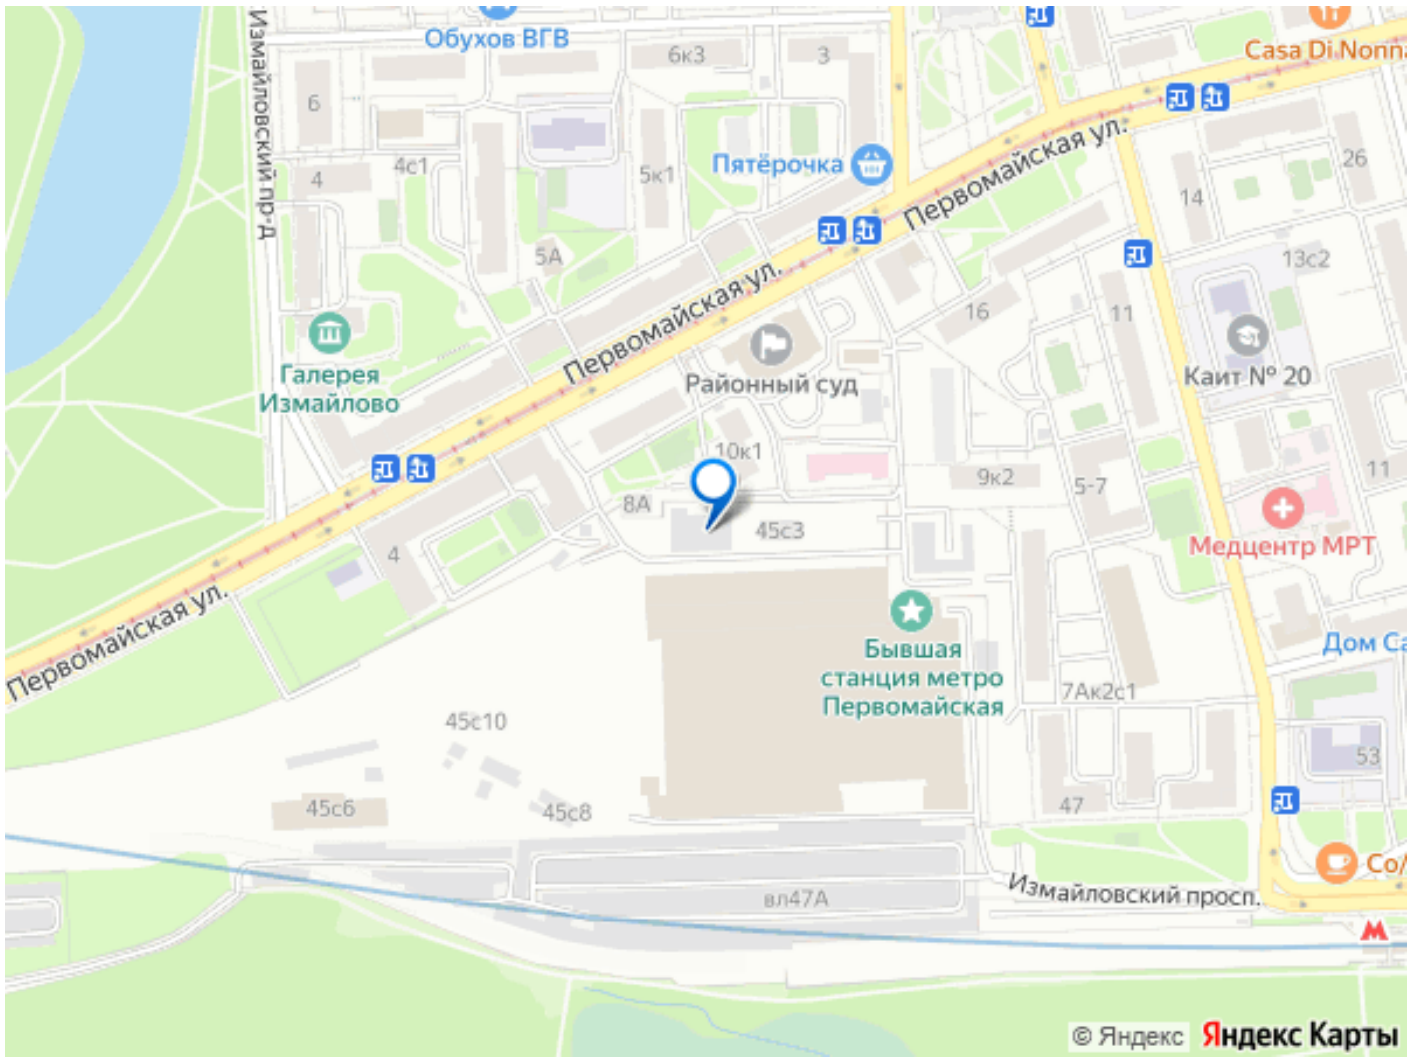 Обухов ВГВ
Casa Di Nonna
Измайловский пр-д
6к3
3
6
Первомайская ул.
4с1
Пятёрочка
26
4
5к1
14
5А
13с2
Первомайская ул.
16
11
Галерея
Измайлово
Районный суд
Каит № 20
10к1
11
9к2
5-7
8А
45с3
Медцентр МРТ
4
Первомайская ул.
Бывшая
станция метро
Первомайская
Дом Са
7Ак2с1
45с10
53
45с6
45с8
47
Со/
вл47А
Измайловский просп.
© Яндекс Яндекс Карты